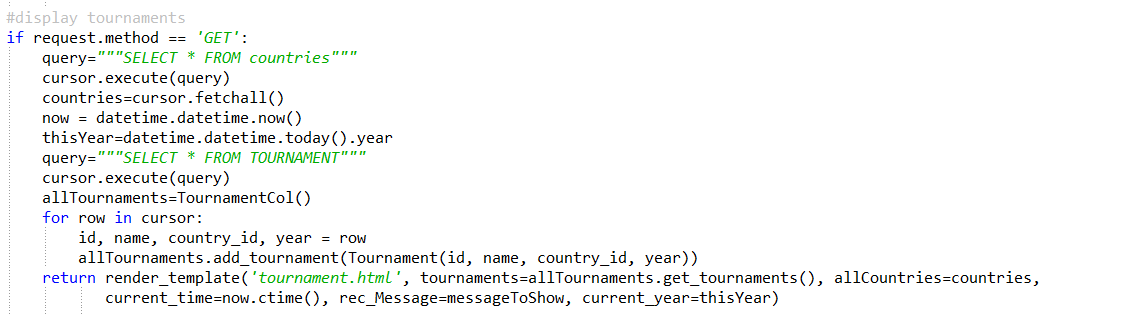 #display tournaments
if request.method == 'GET':
    query="""SELECT * FROM countries"""
    cursor.execute(query)
    countries=cursor.fetchall()
    now = datetime.datetime.now()
    thisYear=datetime.datetime.today().year
    query="""SELECT * FROM TOURNAMENT"""
    cursor.execute(query)
    allTournaments=TournamentCol()
    for row in cursor:
        id, name, country_id, year = row
        allTournaments.add_tournament(Tournament(id, name, country_id, year))
    return render_template('tournament.html', tournaments=allTournaments.get_tournaments(), allCountries=countries,
           current_time=now.ctime(), rec_Message=messageToShow, current_year=thisYear)